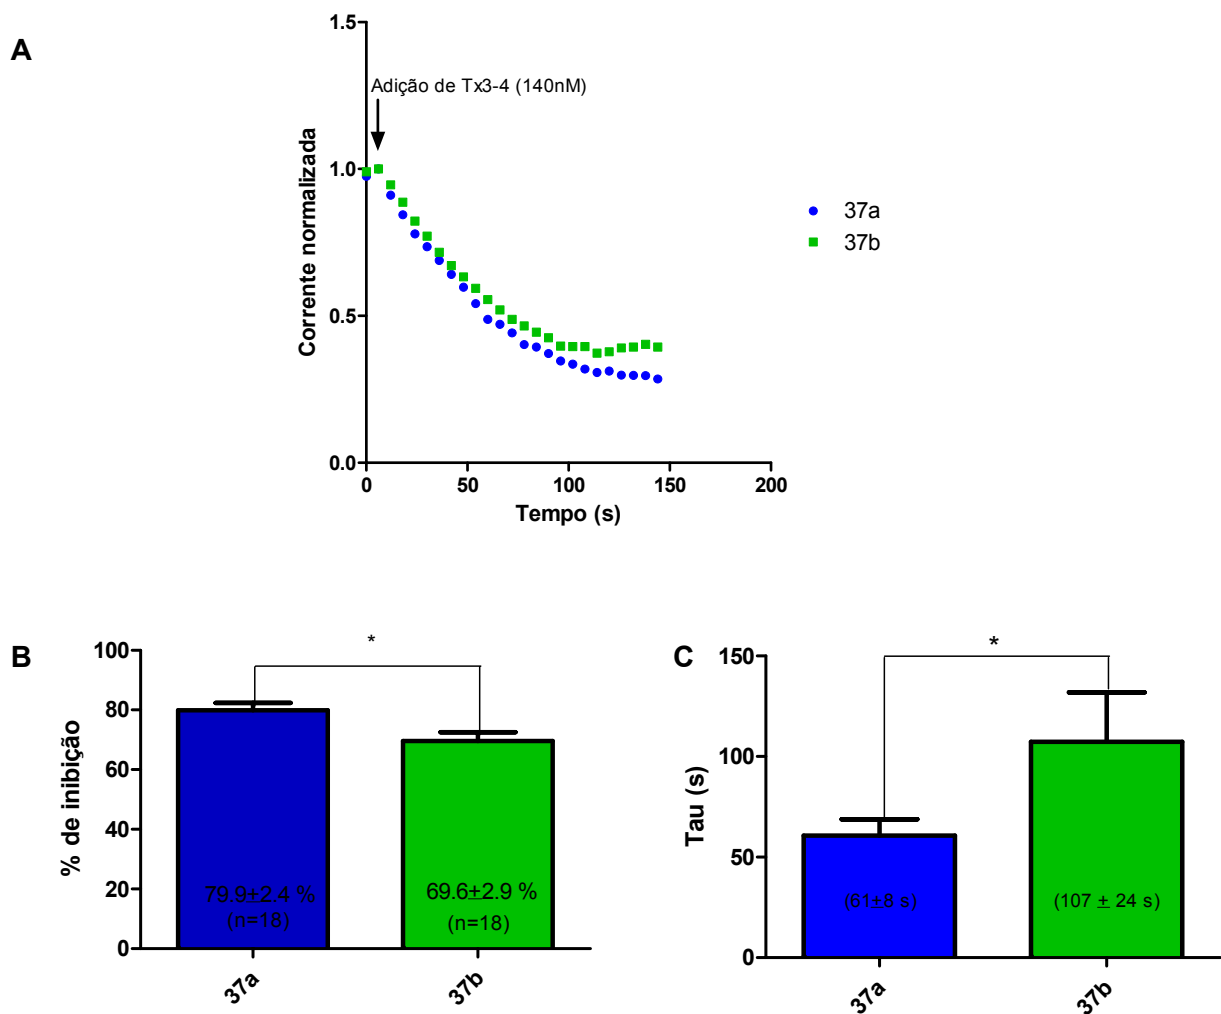 A
1.5
Adição de Tx3-4 (140nM)
1.0
0.5
0.0
Corrente normalizada
0 50 100 150 200
Tempo (s)
37a
37b
B
*
100
80
60
40
20
0
% de inibição
79.9±2.4 %
(n=18)
69.6±2.9 %
(n=18)
37a 37b
C
*
150
100
50
0
Tau (s)
(61±8 s)
(107 ± 24 s)
37a 37b